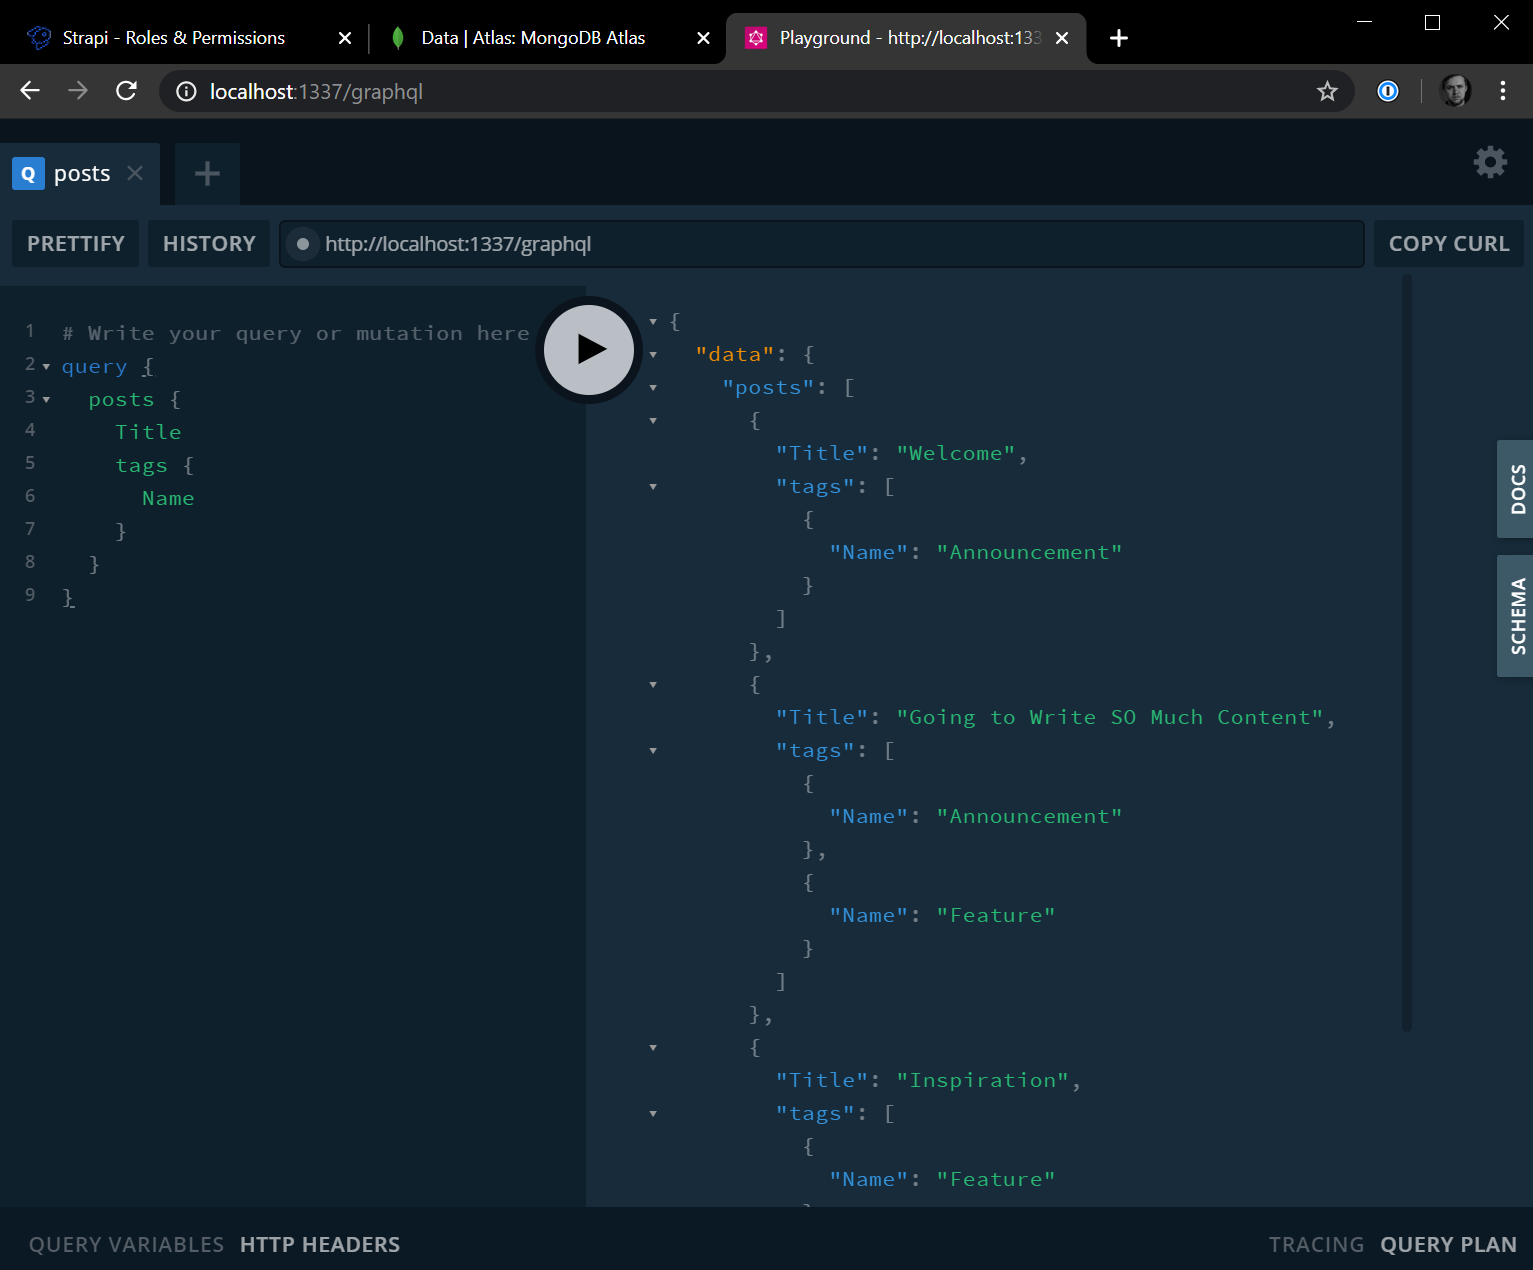 Strapi - Roles & Permissions
Data | Atlas: MongoDB Atlas
Playground - http://localhost:133
localhost:1337/graphql
Q posts
PRETTIFY
HISTORY
http://localhost:1337/graphql
COPY CURL
1 # Write your query or mutation here
2 query {
3 posts {
4 Title
5 tags {
6 Name
7 }
8 }
9 }
{
"data": {
"posts": [
{
"Title": "Welcome",
"tags": [
{
"Name": "Announcement"
}
]
},
{
"Title": "Going to Write SO Much Content",
"tags": [
{
"Name": "Announcement"
},
{
"Name": "Feature"
}
]
},
{
"Title": "Inspiration",
"tags": [
{
"Name": "Feature"
DOCS
SCHEMA
QUERY VARIABLES
HTTP HEADERS
TRACING
QUERY PLAN